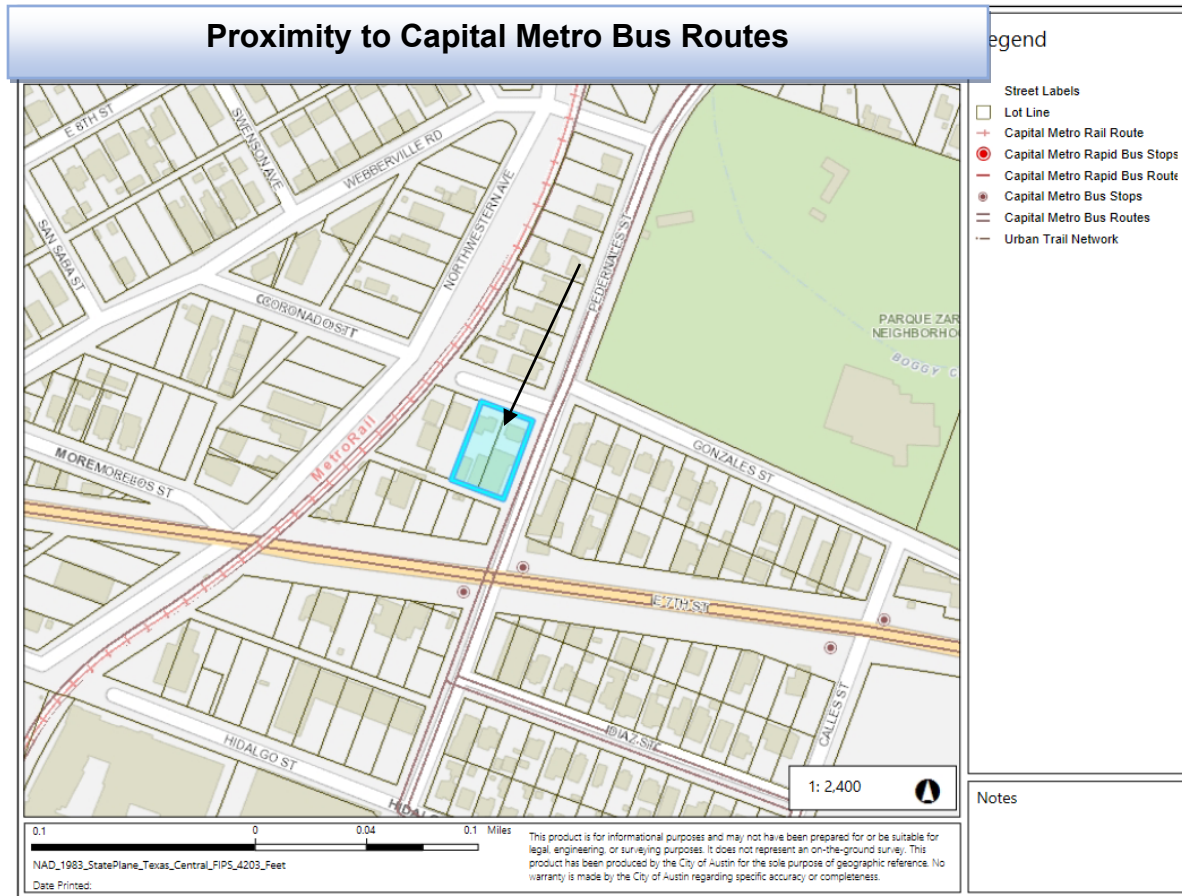 Proximity to Capital Metro Bus Routes
egend
Street Labels
Lot Line
Capital Metro Rail Route
Capital Metro Rapid Bus Stops
Capital Metro Rapid Bus Route
Capital Metro Bus Stops
Capital Metro Bus Routes
Urban Trail Network
E 8TH ST
SWENSON AVE
WEBBERVILLE RD
SAN SABA ST
NORTHWESTERN AVE
PEDERNALES ST
PARQUE ZAR
NEIGHBORHO
BOGGY C
MetroRail
GONZALES ST
E 7TH ST
CALLES ST
HIDALGO ST
1: 2,400
Notes
0.1 0 0.04 0.1 Miles
NAD_1983_StatePlane_Texas_Central_FIPS_4203_Feet
Date Printed:
This product is for informational purposes and may not have been prepared for or be suitable for
legal, engineering, or surveying purposes. It does not represent an on-the-ground survey. This
product has been produced by the City of Austin for the sole purpose of geographic reference. No
warranty is made by the City of Austin regarding specific accuracy or completeness.